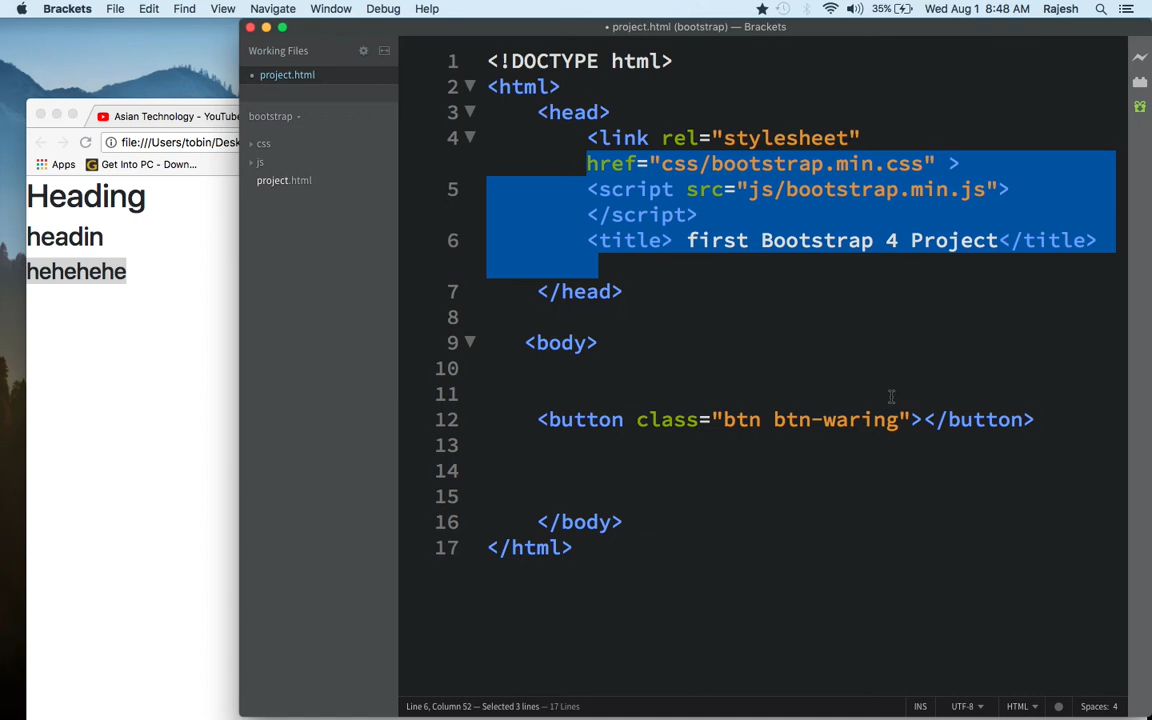 Brackets File Edit Find View Navigate Window Debug Help 35% Wed Aug 1 8:48 AM Rajesh
• project.html (bootstrap) — Brackets
Working Files
• project.html
bootstrap
css
js
project.html
Asian Technology - YouTube
file:///Users/tobin/Desk
Apps Get Into PC - Down...
Heading
headin
hehehehe
1 <!DOCTYPE html>
2 <html>
3 <head>
4 <link rel="stylesheet"
href="css/bootstrap.min.css" >
5 <script src="js/bootstrap.min.js">
</script>
6 <title> first Bootstrap 4 Project</title>
7 </head>
8
9 <body>
10
11
12 <button class="btn btn-waring"></button>
13
14
15
16 </body>
17 </html>
Line 6, Column 52 — Selected 3 lines — 17 Lines INS UTF-8 HTML Spaces: 4